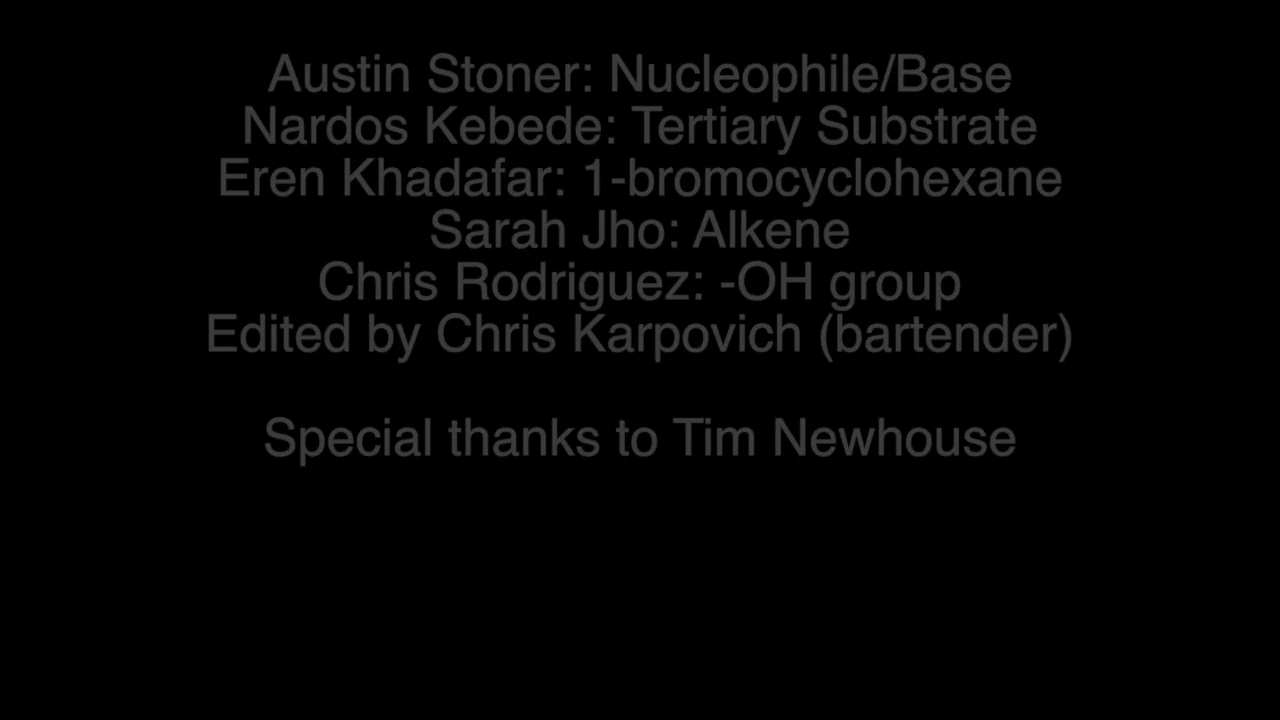 Austin Stoner: Nucleophile/Base
Nardos Kebede: Tertiary Substrate
Eren Khadafar: 1-bromocyclohexane
Sarah Jho: Alkene
Chris Rodriguez: -OH group
Edited by Chris Karpovich (bartender)
Special thanks to Tim Newhouse